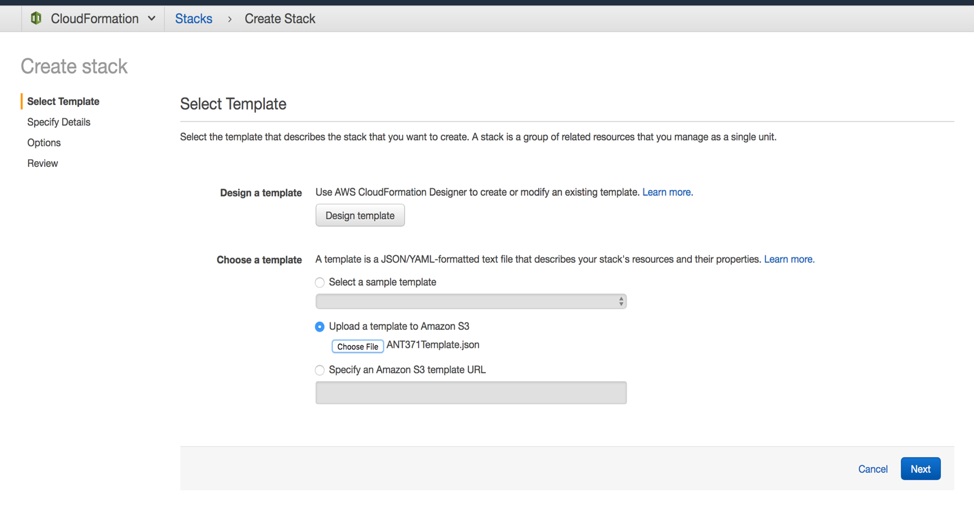 CloudFormation Stacks › Create Stack
Create stack
Select Template
Specify Details
Options
Review
Select Template
Select the template that describes the stack that you want to create. A stack is a group of related resources that you manage as a single unit.
Design a template Use AWS CloudFormation Designer to create or modify an existing template. Learn more.
Design template
Choose a template A template is a JSON/YAML-formatted text file that describes your stack's resources and their properties. Learn more.
Select a sample template
Upload a template to Amazon S3
Choose File ANT371Template.json
Specify an Amazon S3 template URL
Cancel Next